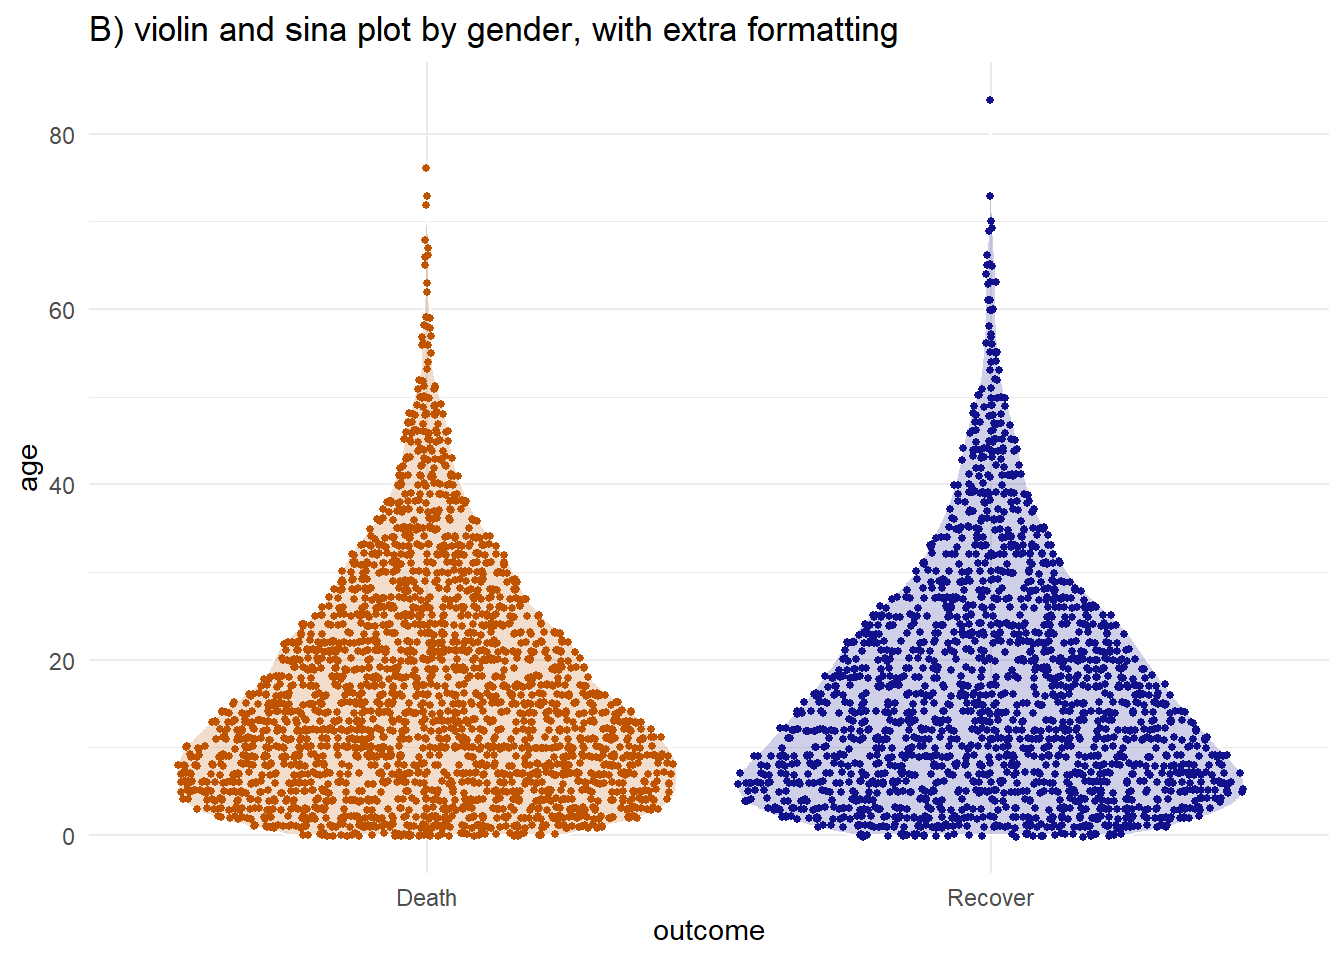 B) violin and sina plot by gender, with extra formatting
80
60
age
40
20
0
Death Recover
outcome